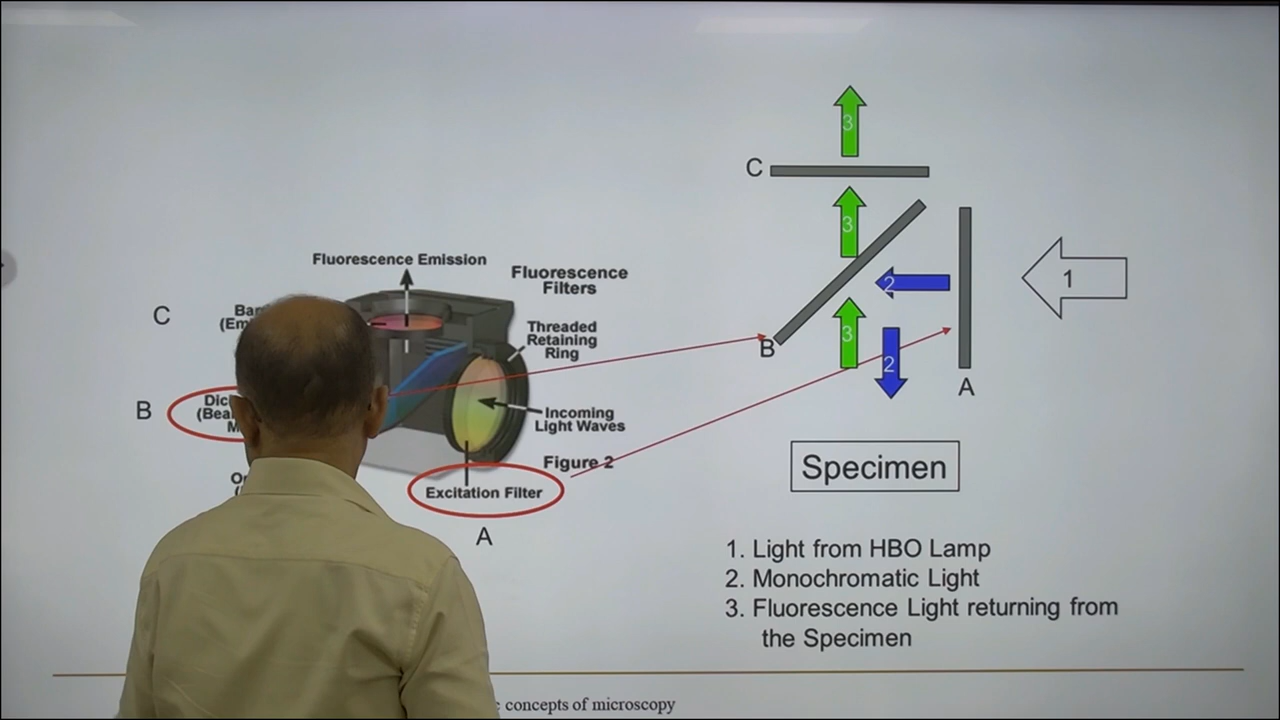 Fluorescence Emission
Fluorescence
Filters
C
Threaded
Retaining
Ring
B
Incoming
Light Waves
Figure 2
Excitation Filter
A
3
C
3
2
1
B
3
2
A
Specimen
1. Light from HBO Lamp
2. Monochromatic Light
3. Fluorescence Light returning from
the Specimen
concepts of microscopy